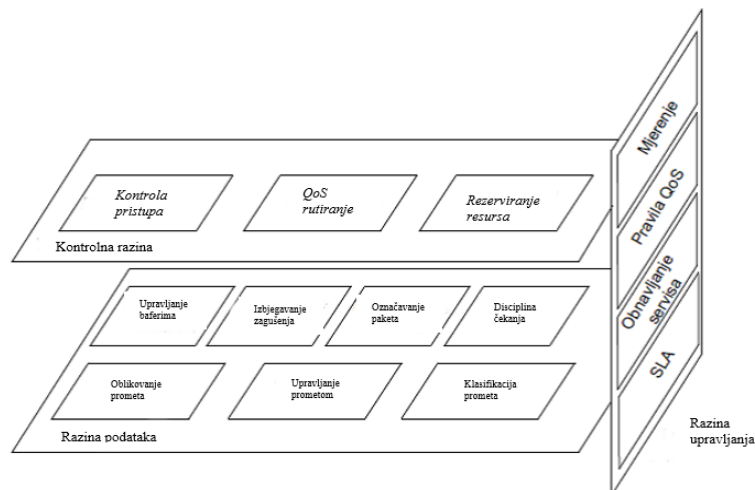 Kontrola
pristupa
QoS
rutiranje
Rezerviranje
resursa
Kontrolna razina
Upravljanje
baferima
Izbjegavanje
zagušenja
Označavanje
paketa
Disciplina
čekanja
Oblikovanje
prometa
Upravljanje
prometom
Klasifikacija
prometa
Razina podataka
Mjerenje
Pravila QoS
Obnavljanje
servisa
SLA
Razina
upravljanja